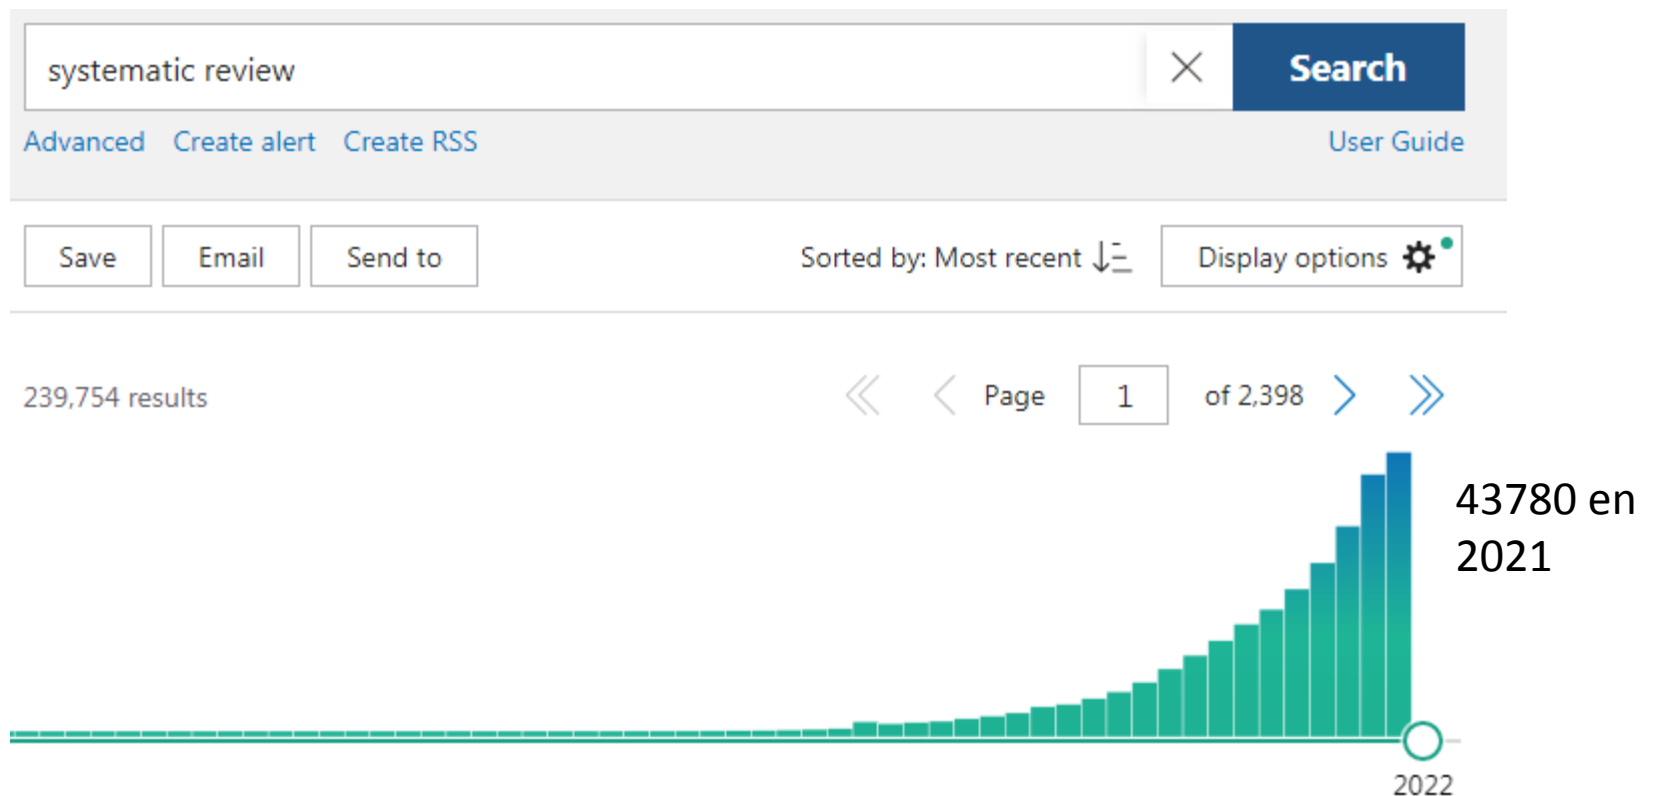 systematic review
Search
Advanced Create alert Create RSS User Guide
Save Email Send to Sorted by: Most recent Display options
239,754 results Page 1 of 2,398
43780 en
2021
2022